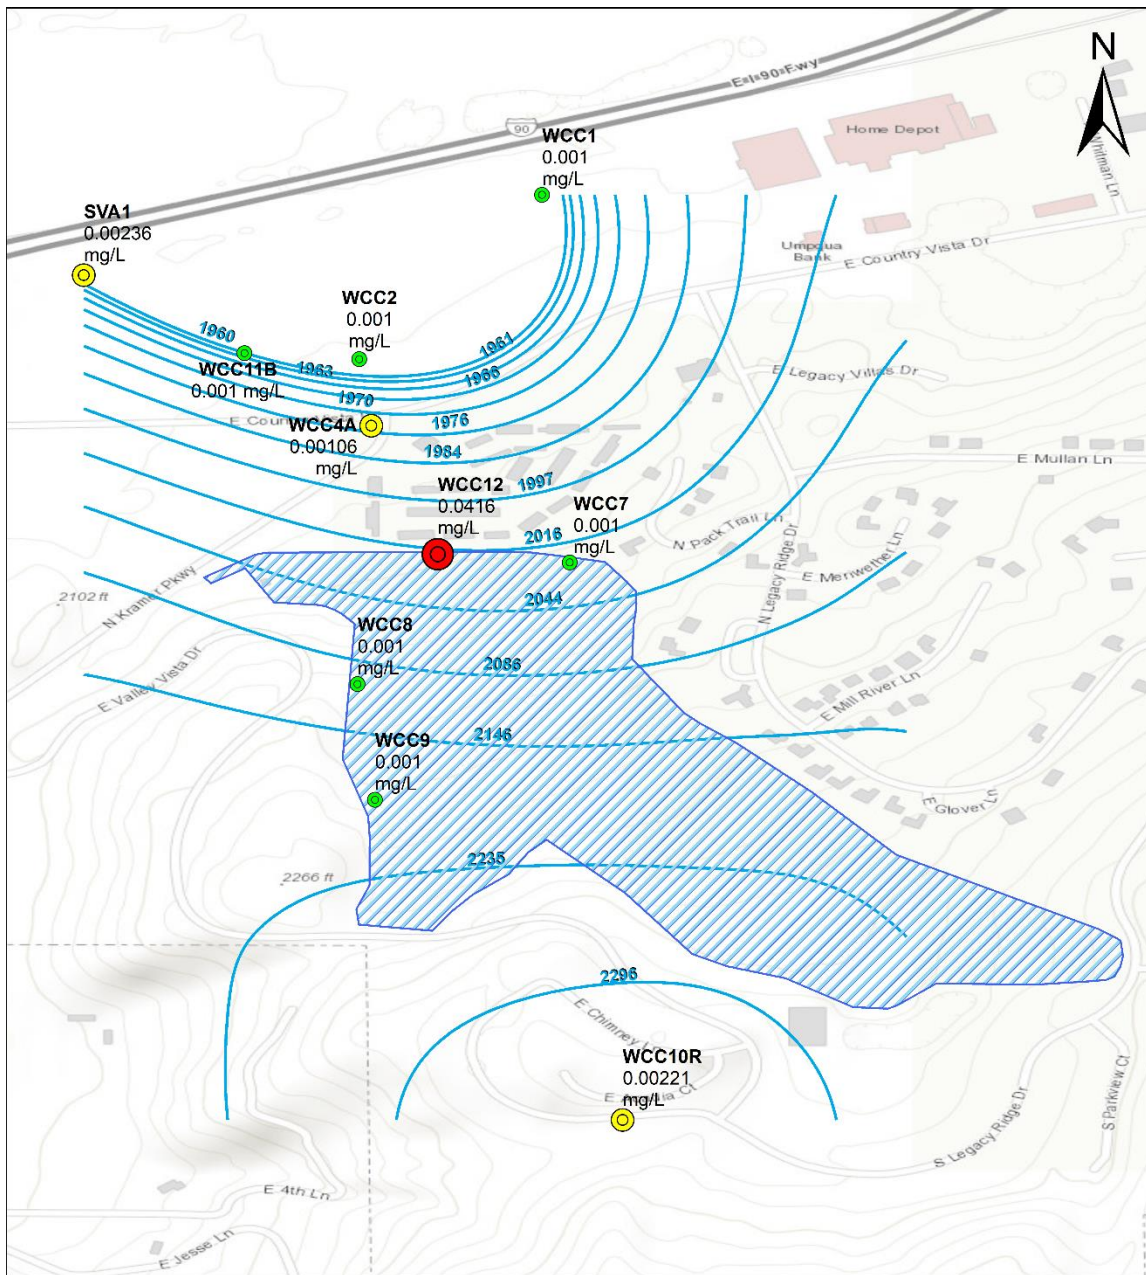 N
E I-90 Fwy
90
Home Depot
Whitman Ln
WCC1
0.001
mg/L
SVA1
0.00236
mg/L
Umpqua
Bank
E Country Vista Dr
WCC2
0.001
mg/L
1960
1961
1963
1966
WCC11B
0.001 mg/L
E Legacy Villas Dr
1970
E Country Vista
1976
WCC4A
0.00106
mg/L
1984
E Mullan Ln
1997
WCC12
0.0416
mg/L
WCC7
0.001
mg/L
N Pack Trail Ln
2016
N Legacy Ridge Dr
E Meriwether Ln
2102 ft
N Kramer Pkwy
2044
WCC8
0.001
mg/L
2086
E Valley Vista Dr
E Mill River Ln
2146
WCC9
0.001
mg/L
E Glover Ln
2235
2266 ft
2296
E Chimney Ln
WCC10R
0.00221
mg/L
S Parkview Ct
S Legacy Ridge Dr
E 4th Ln
E Jesse Ln